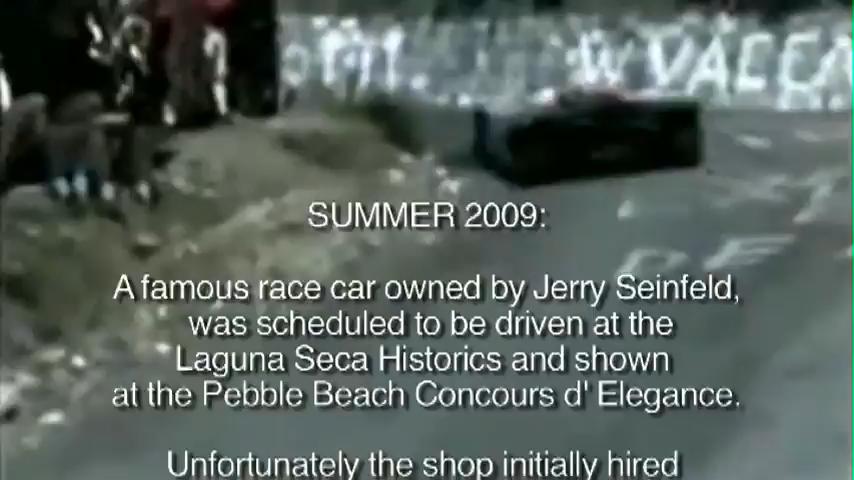 SUMMER 2009:
A famous race car owned by Jerry Seinfeld,
was scheduled to be driven at the
Laguna Seca Historics and shown
at the Pebble Beach Concours d' Elegance.
Unfortunately the shop initially hired